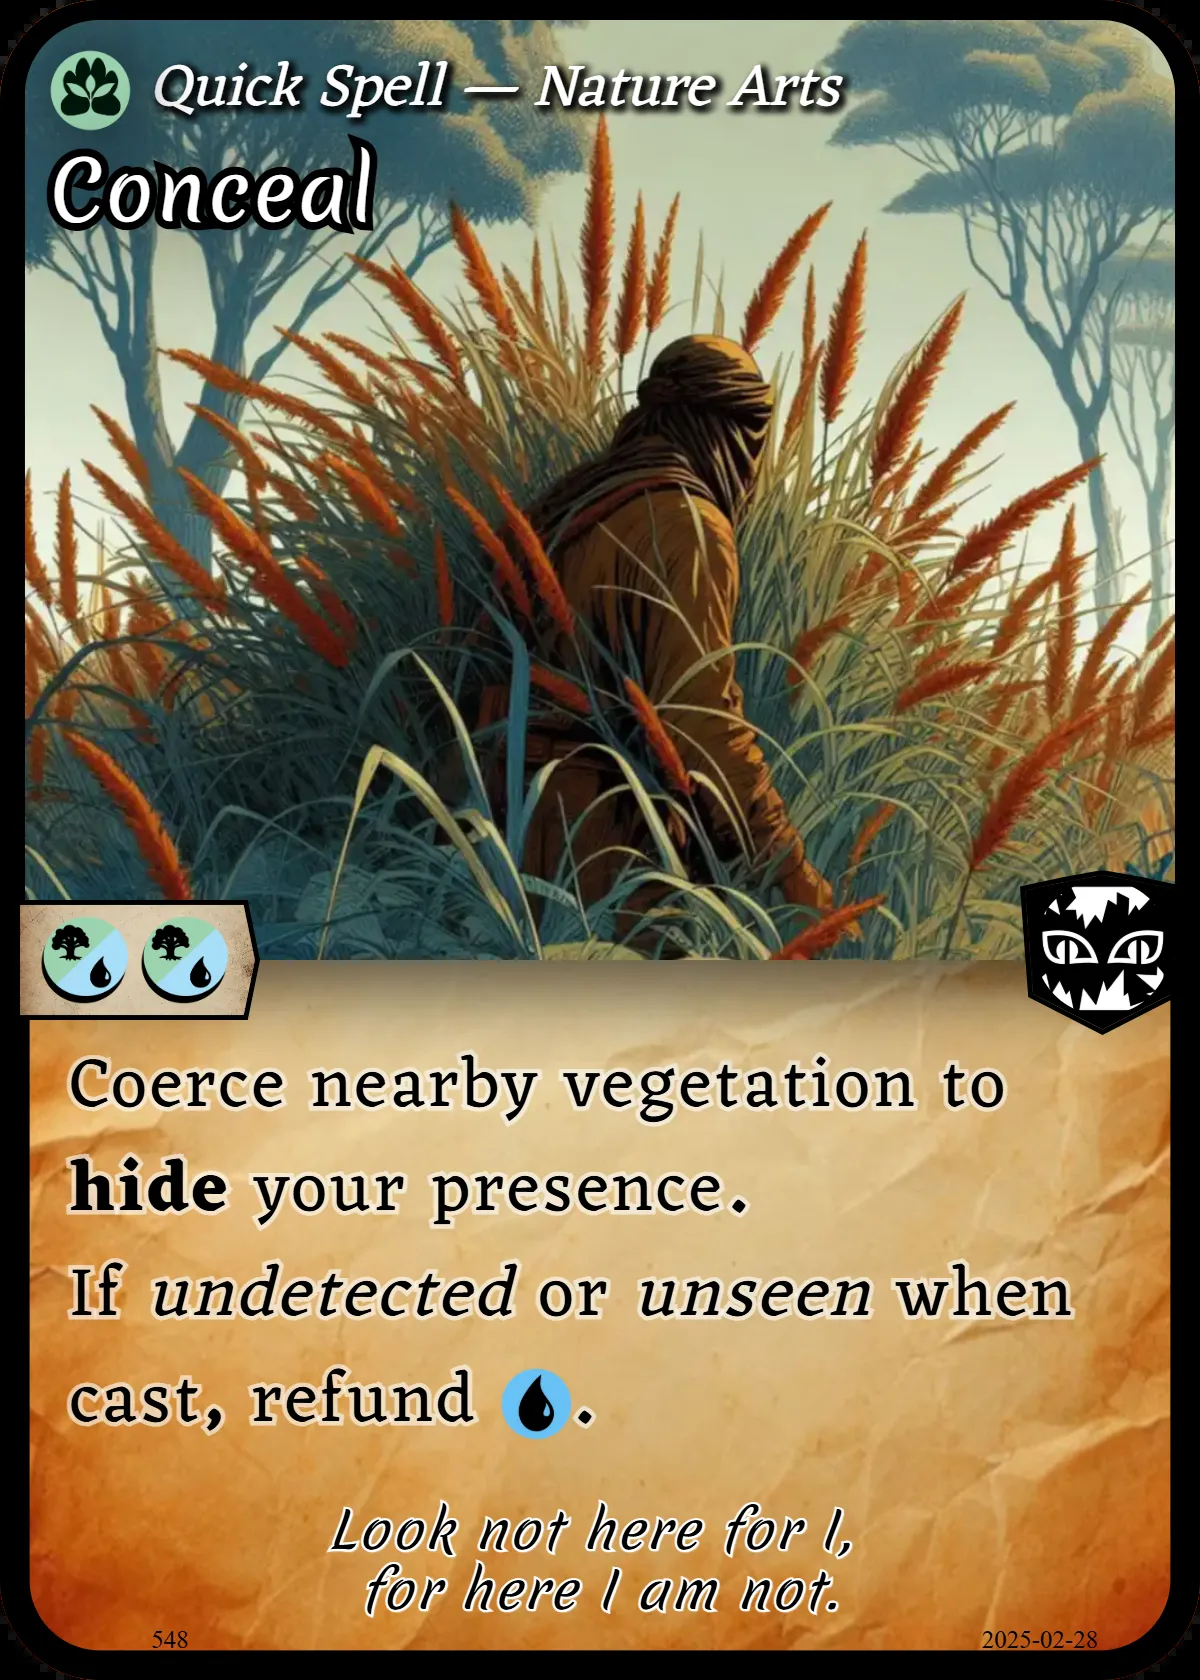 Quick Spell — Nature Arts
Conceal
Coerce nearby vegetation to
hide your presence.
If undetected or unseen when
cast, refund .
Look not here for I,
for here I am not.
548
2025-02-28